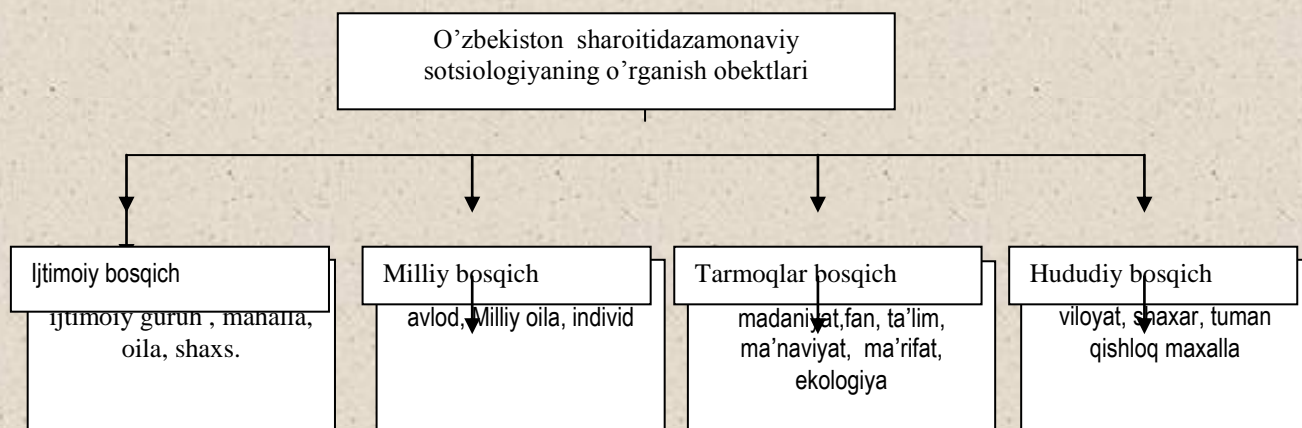 O’zbekiston sharoitidazamonaviy
sotsiologiyaning o’rganish obektlari
Ijtimoiy bosqich
ijtimoiy guruh , mahalla,
oila, shaxs.
Milliy bosqich
avlod, Milliy oila, individ
Tarmoqlar bosqich
madaniyat,fan, ta’lim,
ma’naviyat, ma’rifat,
ekologiya
Hududiy bosqich
viloyat, shaxar, tuman
qishloq maxalla